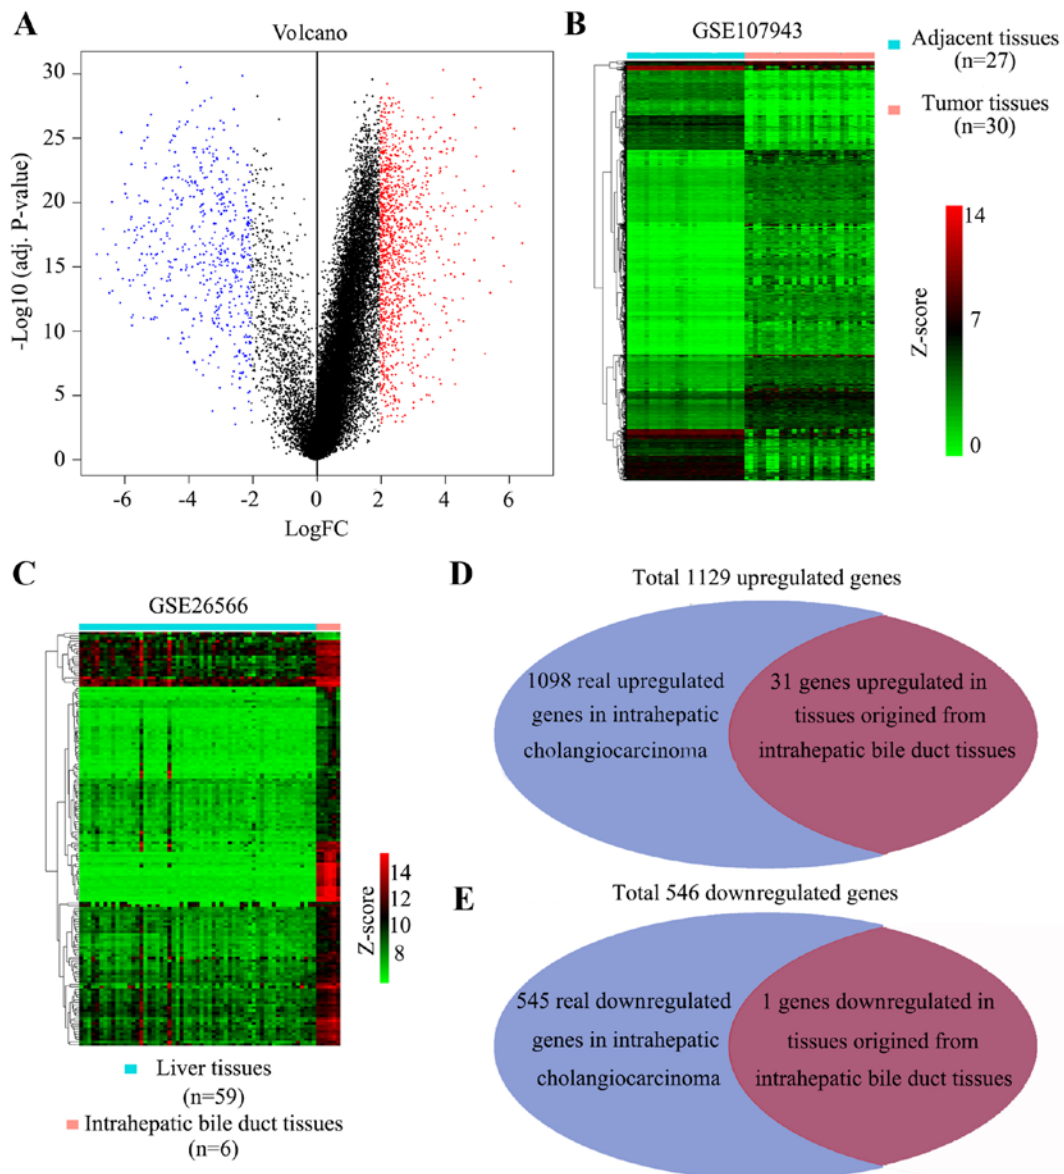 A
Volcano
-Log10 (adj. P-value)
30
25
20
15
10
5
0
-6
-4
-2
0
2
4
6
LogFC
B
GSE107943
Adjacent tissues
(n=27)
Tumor tissues
(n=30)
Z-score
14
7
0
C
GSE26566
Z-score
14
12
10
8
Liver tissues
(n=59)
Intrahepatic bile duct tissues
(n=6)
D
Total 1129 upregulated genes
1098 real upregulated
genes in intrahepatic
cholangiocarcinoma
31 genes upregulated in
tissues origined from
intrahepatic bile duct tissues
E
Total 546 downregulated genes
545 real downregulated
genes in intrahepatic
cholangiocarcinoma
1 genes downregulated in
tissues origined from
intrahepatic bile duct tissues